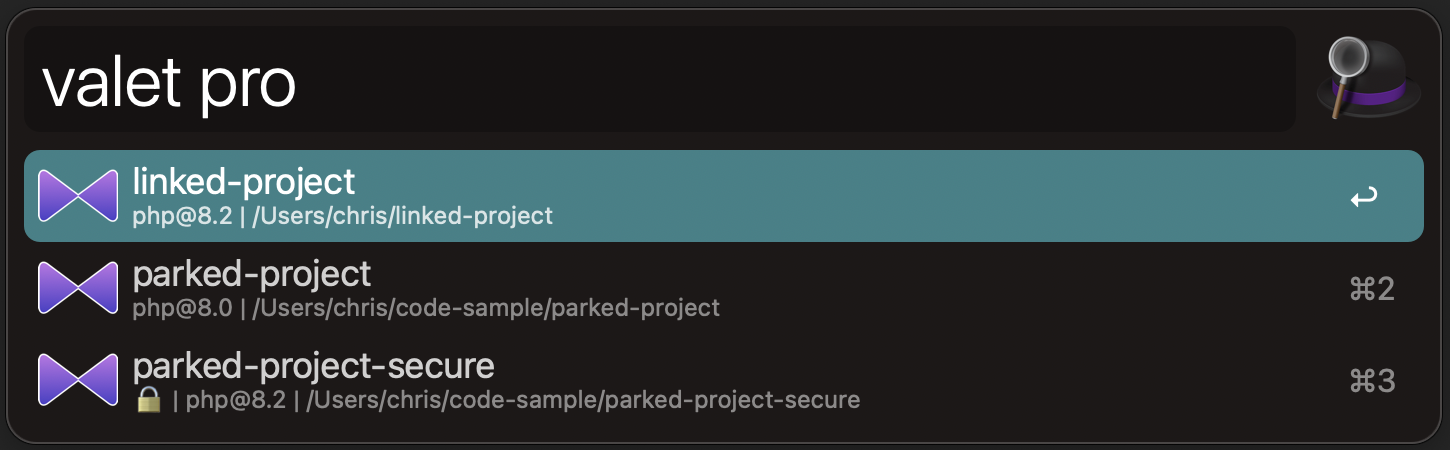 valet pro
linked-project
php@8.2 | /Users/chris/linked-project
↩
parked-project
php@8.0 | /Users/chris/code-sample/parked-project
⌘2
parked-project-secure
🔒 | php@8.2 | /Users/chris/code-sample/parked-project-secure
⌘3